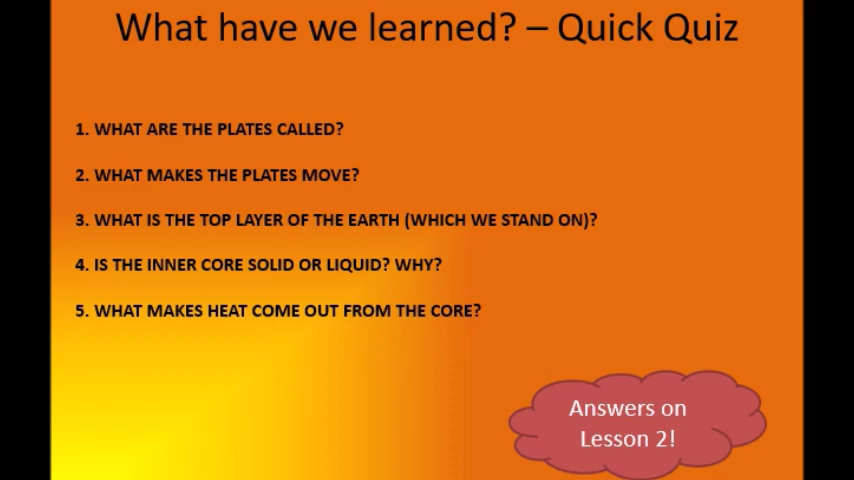 What have we learned? – Quick Quiz
1. WHAT ARE THE PLATES CALLED?
2. WHAT MAKES THE PLATES MOVE?
3. WHAT IS THE TOP LAYER OF THE EARTH (WHICH WE STAND ON)?
4. IS THE INNER CORE SOLID OR LIQUID? WHY?
5. WHAT MAKES HEAT COME OUT FROM THE CORE?
Answers on
Lesson 2!